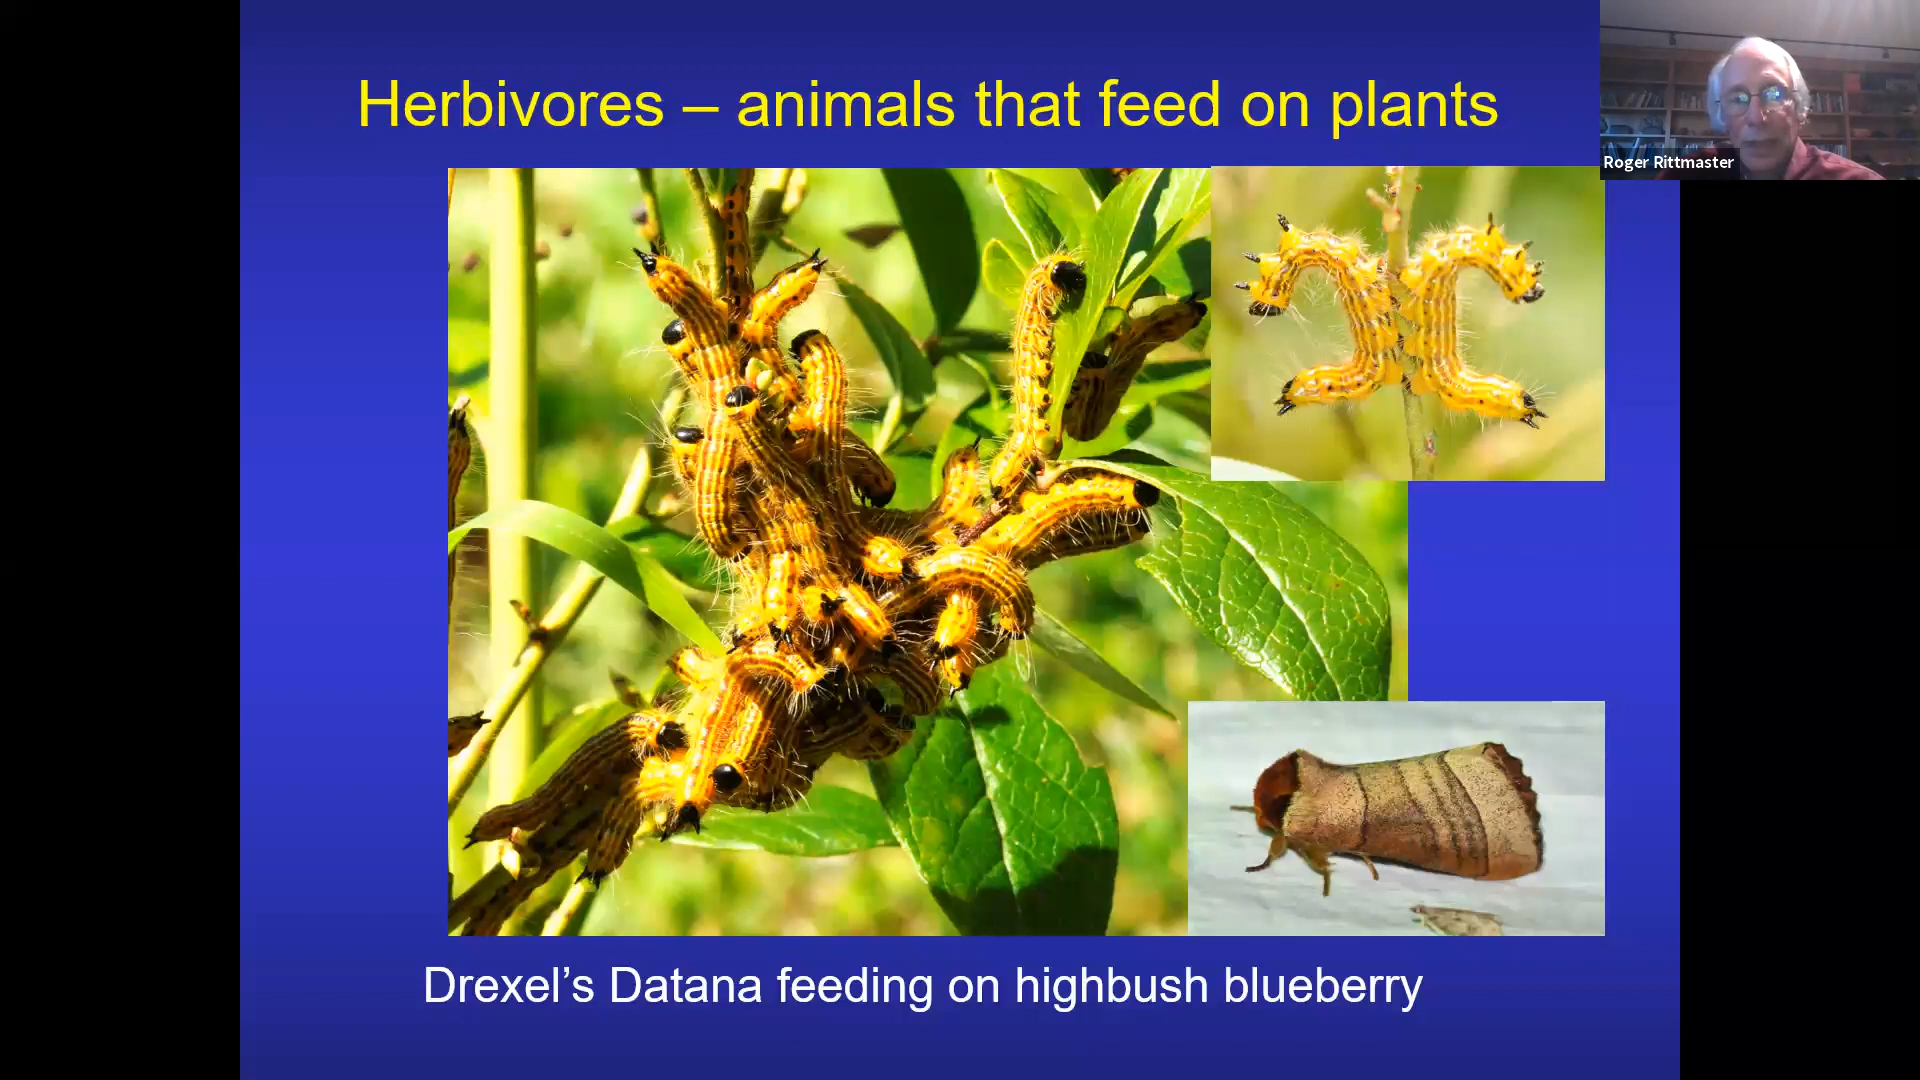 Herbivores – animals that feed on plants
Roger Rittmaster
Drexel’s Datana feeding on highbush blueberry